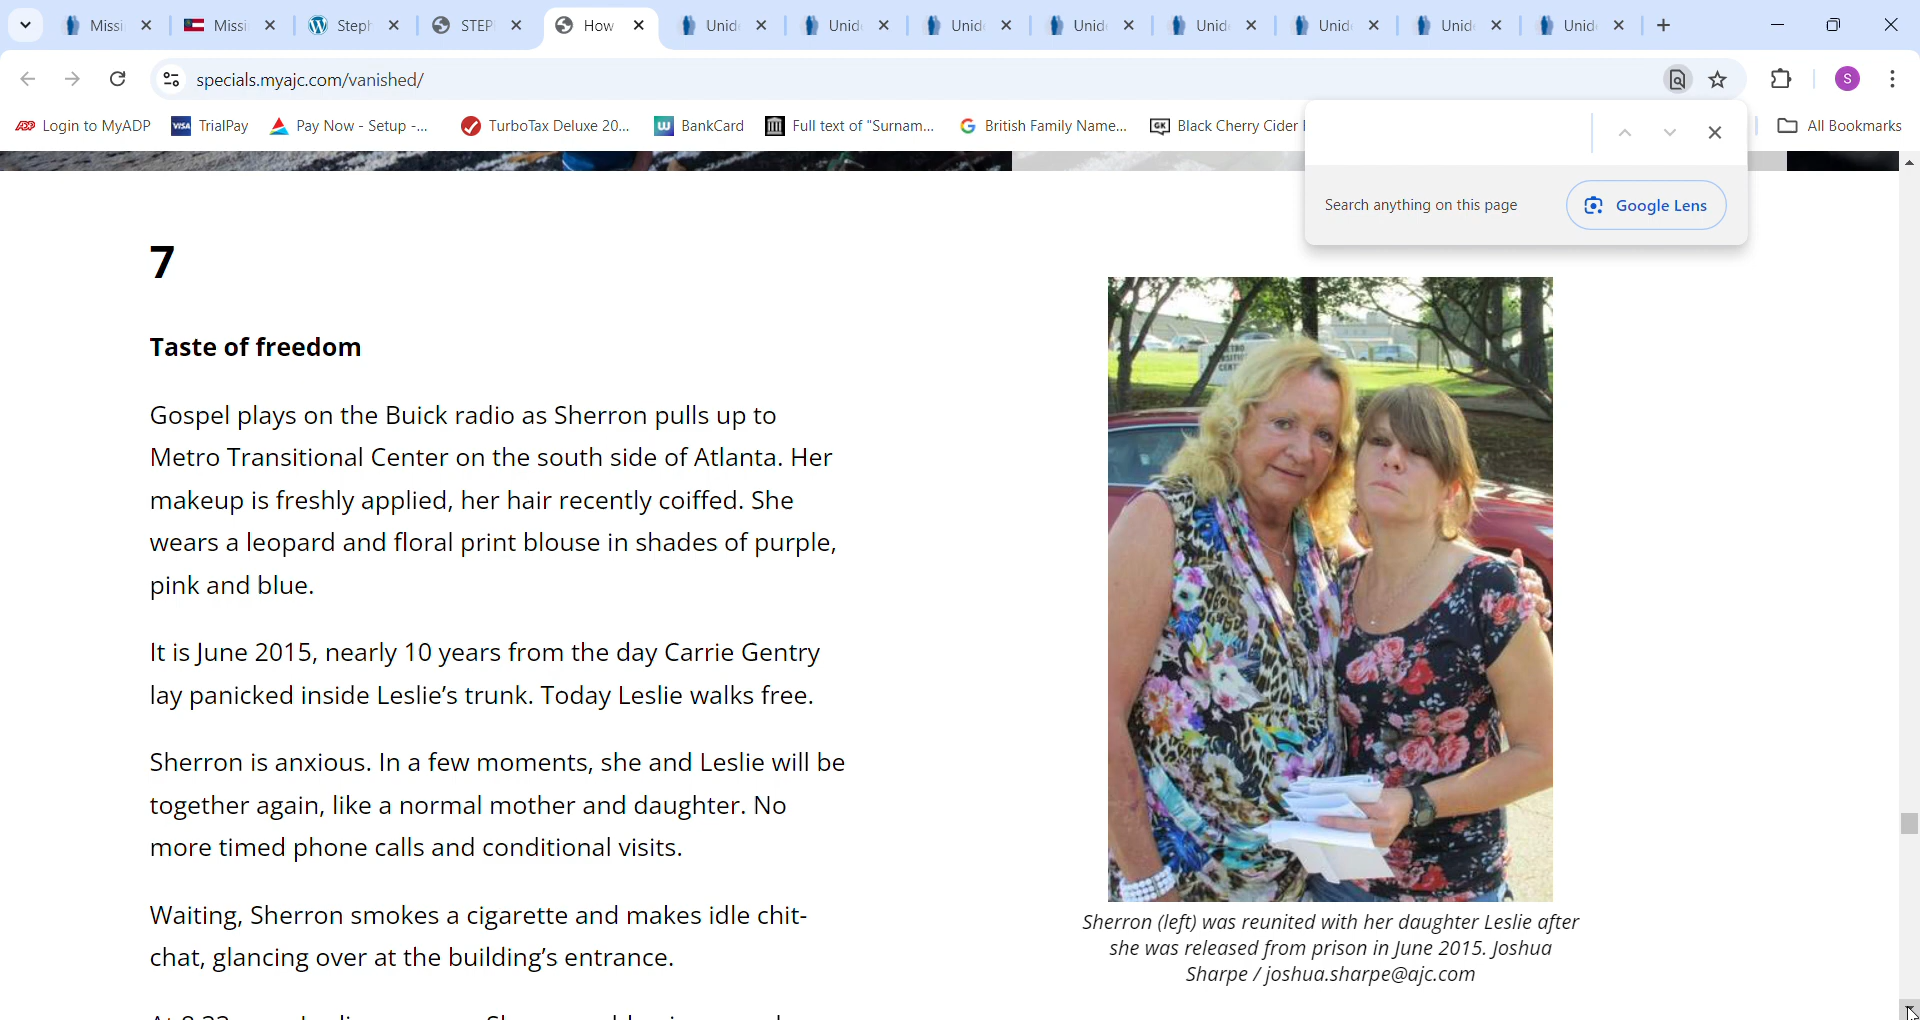 Missi
Missi
Steph
STEP
How
Unid
Unid
Unid
Unid
Unid
Unid
Unid
Unid
specials.myajc.com/vanished/
S
Login to MyADP
TrialPay
Pay Now - Setup -...
TurboTax Deluxe 20...
BankCard
Full text of "Surnam...
British Family Name...
Black Cherry Cider
All Bookmarks
Search anything on this page
Google Lens
7
Taste of freedom
Gospel plays on the Buick radio as Sherron pulls up to
Metro Transitional Center on the south side of Atlanta. Her
makeup is freshly applied, her hair recently coiffed. She
wears a leopard and floral print blouse in shades of purple,
pink and blue.
It is June 2015, nearly 10 years from the day Carrie Gentry
lay panicked inside Leslie’s trunk. Today Leslie walks free.
Sherron is anxious. In a few moments, she and Leslie will be
together again, like a normal mother and daughter. No
more timed phone calls and conditional visits.
Waiting, Sherron smokes a cigarette and makes idle chit-
chat, glancing over at the building’s entrance.
Sherron (left) was reunited with her daughter Leslie after
she was released from prison in June 2015. Joshua
Sharpe / joshua.sharpe@ajc.com